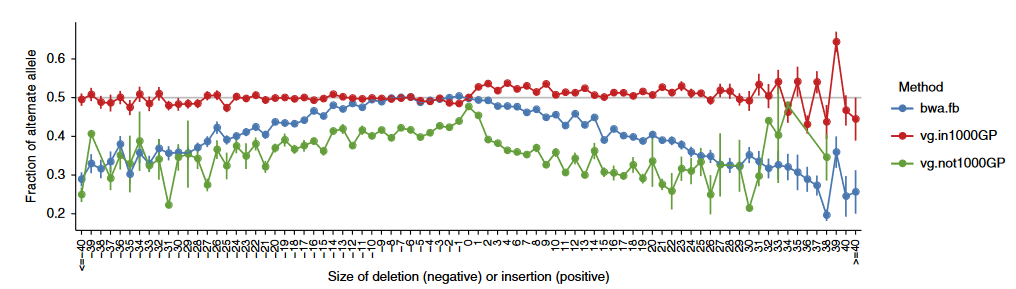 Fraction of alternate allele
0.6
0.5
0.4
0.3
0.2
<=−40 −39 −38 −37 −36 −35 −34 −33 −32 −31 −30 −29 −28 −27 −26 −25 −24 −23 −22 −21 −20 −19 −18 −17 −16 −15 −14 −13 −12 −11 −10 −9 −8 −7 −6 −5 −4 −3 −2 −1 0 1 2 3 4 5 6 7 8 9 10 11 12 13 14 15 16 17 18 19 20 21 22 23 24 25 26 27 28 29 30 31 32 33 34 35 36 37 38 39 40 >=40
Size of deletion (negative) or insertion (positive)
Method
bwa.fb
vg.in1000GP
vg.not1000GP